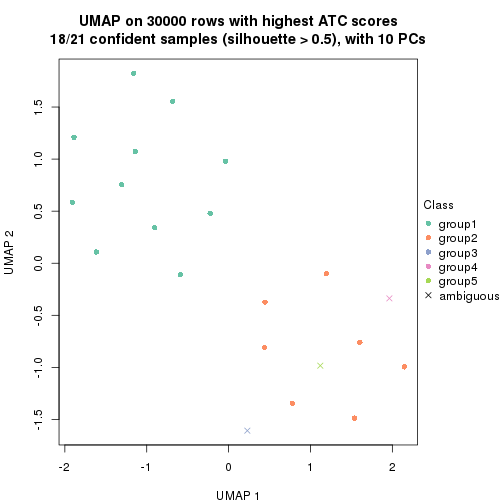 UMAP on 30000 rows with highest ATC scores
18/21 confident samples (silhouette > 0.5), with 10 PCs
1.5
1.0
0.5
0.0
-0.5
-1.0
-1.5
UMAP 2
-2 -1 0 1 2
UMAP 1
Class
group1
group2
group3
group4
group5
ambiguous